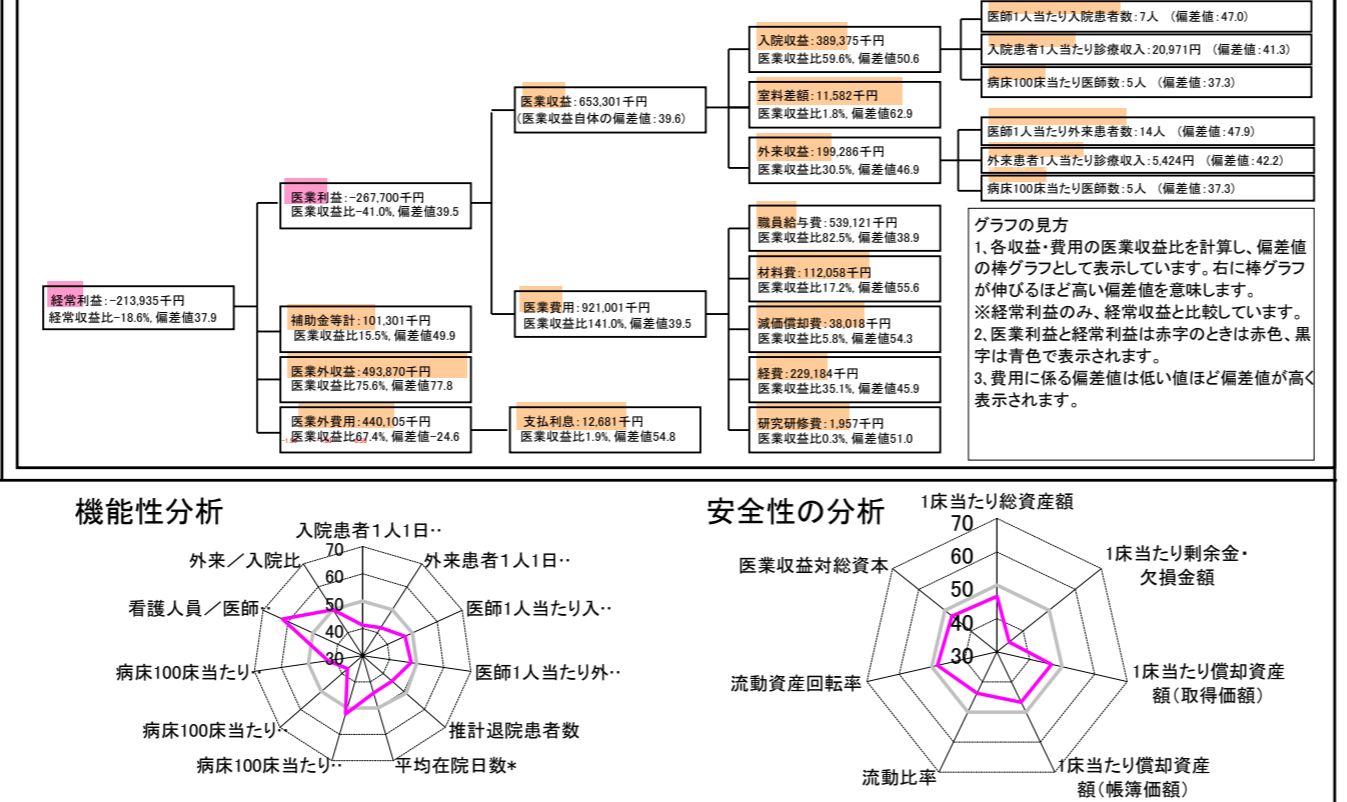 経常利益:-213,935千円
経常収益比-18.6%, 偏差値37.9
医業利益:-267,700千円
医業収益比-41.0%, 偏差値39.5
補助金等計:101,301千円
医業収益比15.5%, 偏差値49.9
医業外収益:493,870千円
医業収益比75.6%, 偏差値77.8
医業外費用:440,105千円
医業収益比67.4%, 偏差値-24.6
支払利息:12,681千円
医業収益比1.9%, 偏差値54.8
医業収益:653,301千円
(医業収益自体の偏差値:39.6)
医業費用:921,001千円
医業収益比141.0%, 偏差値39.5
入院収益:389,375千円
医業収益比59.6%, 偏差値50.6
室料差額:11,582千円
医業収益比1.8%, 偏差値62.9
外来収益:199,286千円
医業収益比30.5%, 偏差値46.9
職員給与費:539,121千円
医業収益比82.5%, 偏差値38.9
材料費:112,058千円
医業収益比17.2%, 偏差値55.6
減価償却費:38,018千円
医業収益比5.8%, 偏差値54.3
経費:229,184千円
医業収益比35.1%, 偏差値45.9
研究研修費:1,957千円
医業収益比0.3%, 偏差値51.0
医師1人当たり入院患者数:7人 (偏差値:47.0)
入院患者1人当たり診療収入:20,971円 (偏差値:41.3)
病床100床当たり医師数:5人 (偏差値:37.3)
医師1人当たり外来患者数:14人 (偏差値:47.9)
外来患者1人当たり診療収入:5,424円 (偏差値:42.2)
病床100床当たり医師数:5人 (偏差値:37.3)
グラフの見方
1、各収益・費用の医業収益比を計算し、偏差値
の棒グラフとして表示しています。右に棒グラフ
が伸びるほど高い偏差値を意味します。
※経常利益のみ、経常収益と比較しています。
2、医業利益と経常利益は赤字のときは赤色、黒
字は青色で表示されます。
3、費用に係る偏差値は低い値ほど偏差値が高く
表示されます。
機能性分析
入院患者1人1日‥
外来患者1人1日‥
医師1人当たり入‥
医師1人当たり外‥
推計退院患者数
平均在院日数*
病床100床当たり‥
病床100床当たり‥
病床100床当たり‥
看護人員/医師‥
外来/入院比
70
60
50
40
30
安全性の分析
1床当たり総資産額
1床当たり剰余金・
欠損金額
1床当たり償却資産
額(取得価額)
1床当たり償却資産
額(帳簿価額)
流動比率
流動資産回転率
医業収益対総資本
70
60
50
40
30